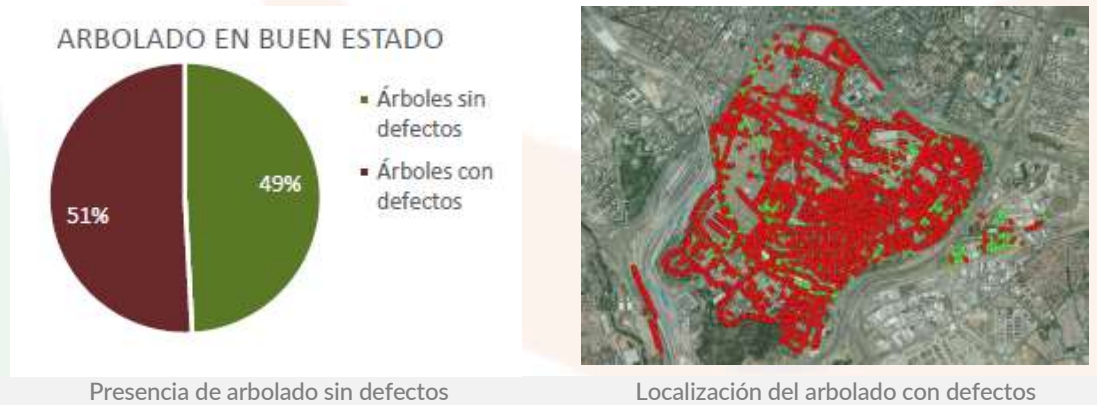 ARBOLADO EN BUEN ESTADO
Árboles sin
defectos
Árboles con
defectos
49%
51%
Presencia de arbolado sin defectos
Localización del arbolado con defectos